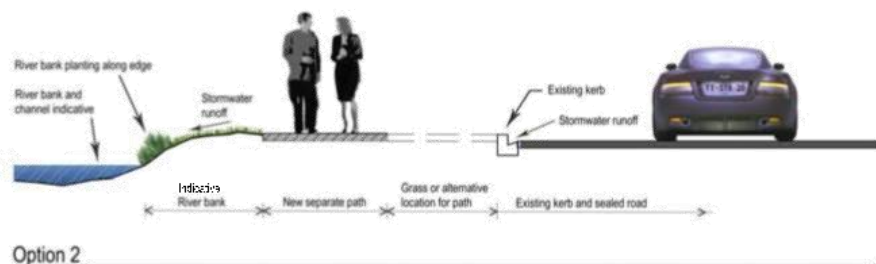 River bank planting along edge
River bank and
channel indicative
Stormwater
runoff
Existing kerb
Stormwater runoff
Indicative
River bank
New separate path
Grass or alternative
location for path
Existing kerb and sealed road
Option 2